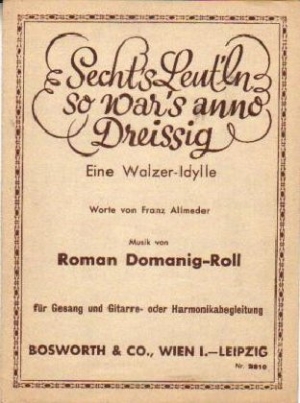 Secht's Leut'ln
so war's anno
Dreissig
Eine Walzer-Idylle
Worte von Franz Allmeder
Musik von
Roman Domanig-Roll
für Gesang und Gitarre- oder Harmonikabegleitung
BOSWORTH & CO., WIEN I.—LEIPZIG
Nr.